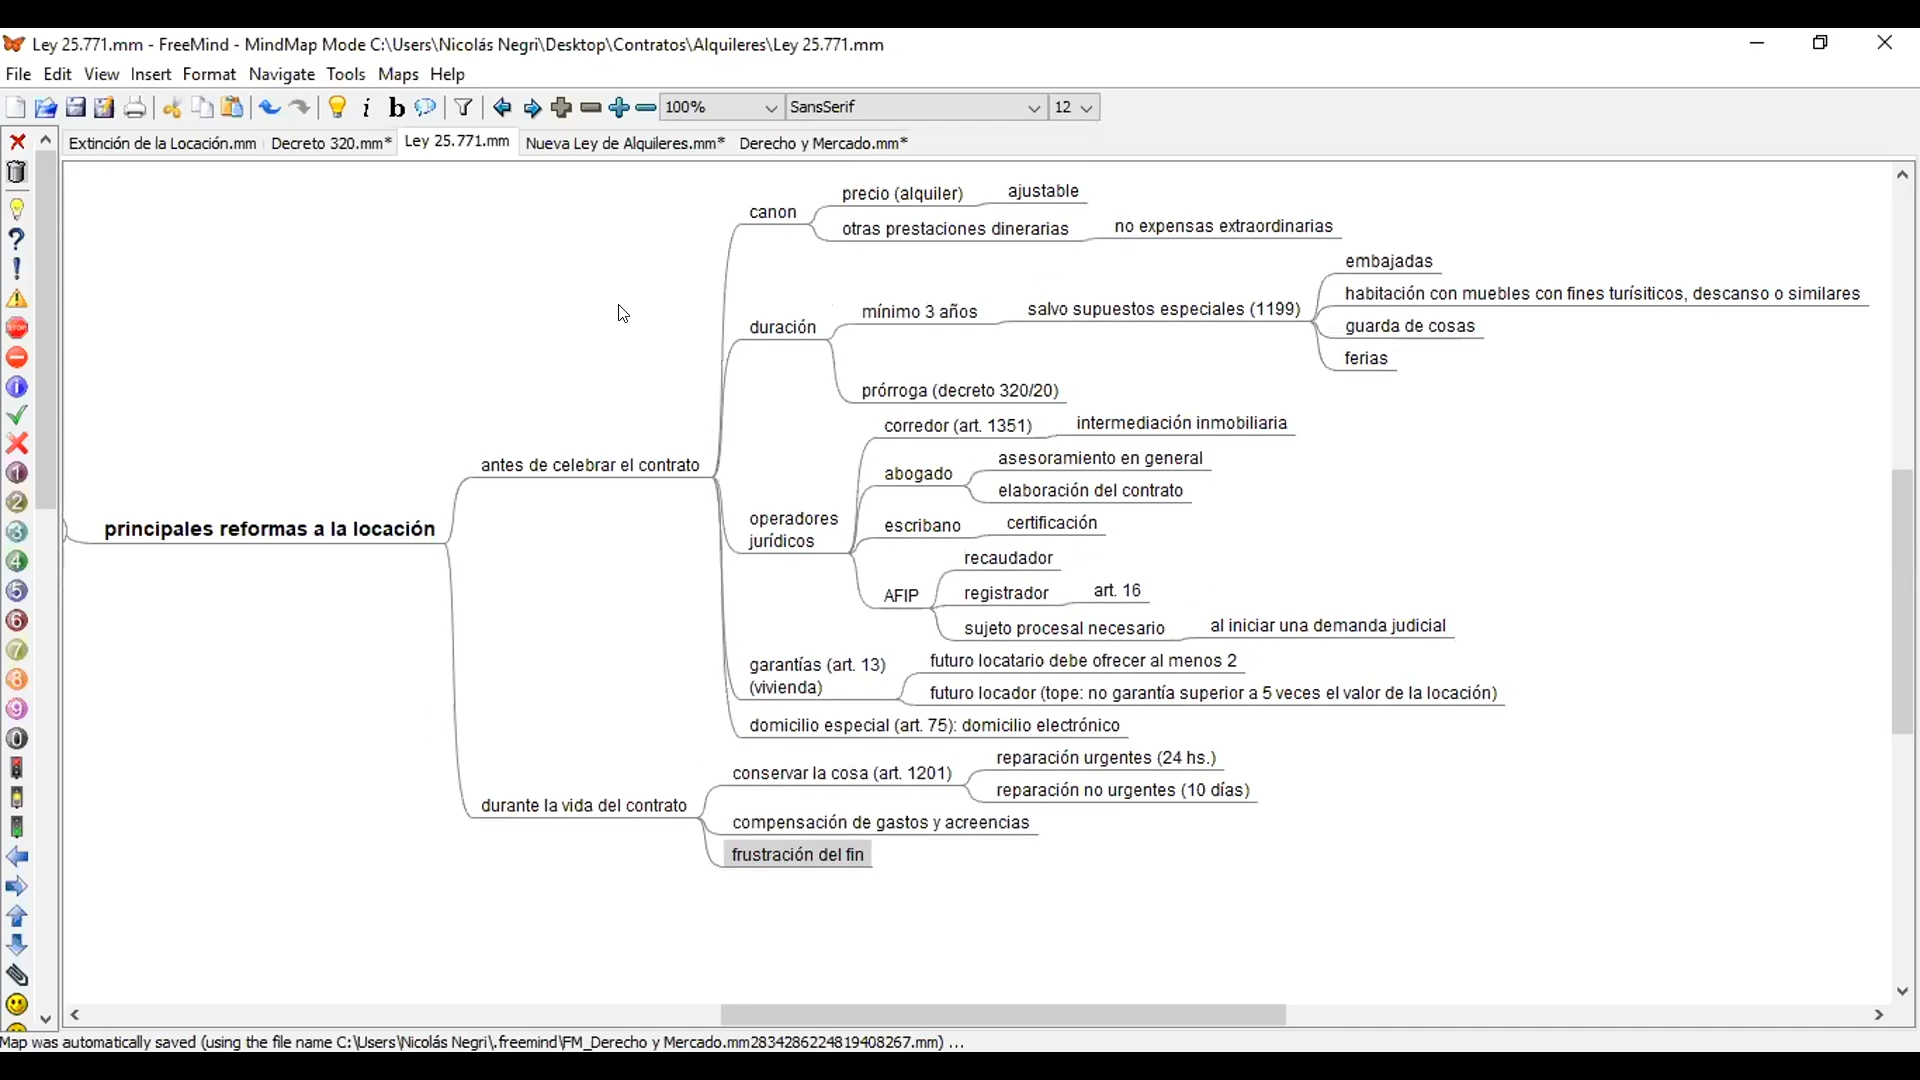 Ley 25.771.mm - FreeMind - MindMap Mode C:\Users\Nicolás Negri\Desktop\Contratos\Alquileres\Ley 25.771.mm
File Edit View Insert Format Navigate Tools Maps Help
100% SansSerif 12
Extinción de la Locación.mm Decreto 320.mm* Ley 25.771.mm Nueva Ley de Alquileres.mm* Derecho y Mercado.mm*
principales reformas a la locación
antes de celebrar el contrato
canon
precio (alquiler)
ajustable
otras prestaciones dinerarias
no expensas extraordinarias
duración
mínimo 3 años
salvo supuestos especiales (1199)
embajadas
habitación con muebles con fines turísiticos, descanso o similares
guarda de cosas
ferias
prórroga (decreto 320/20)
operadores
jurídicos
corredor (art. 1351)
intermediación inmobiliaria
abogado
asesoramiento en general
elaboración del contrato
escribano
certificación
AFIP
recaudador
registrador
art. 16
sujeto procesal necesario
al iniciar una demanda judicial
garantías (art. 13)
(vivienda)
futuro locatario debe ofrecer al menos 2
futuro locador (tope: no garantía superior a 5 veces el valor de la locación)
domicilio especial (art. 75): domicilio electrónico
durante la vida del contrato
conservar la cosa (art. 1201)
reparación urgentes (24 hs.)
reparación no urgentes (10 días)
compensación de gastos y acreencias
frustración del fin
Map was automatically saved (using the file name C:\Users\Nicolás Negri\.freemind\FM_Derecho y Mercado.mm2834286224819408267.mm) ...